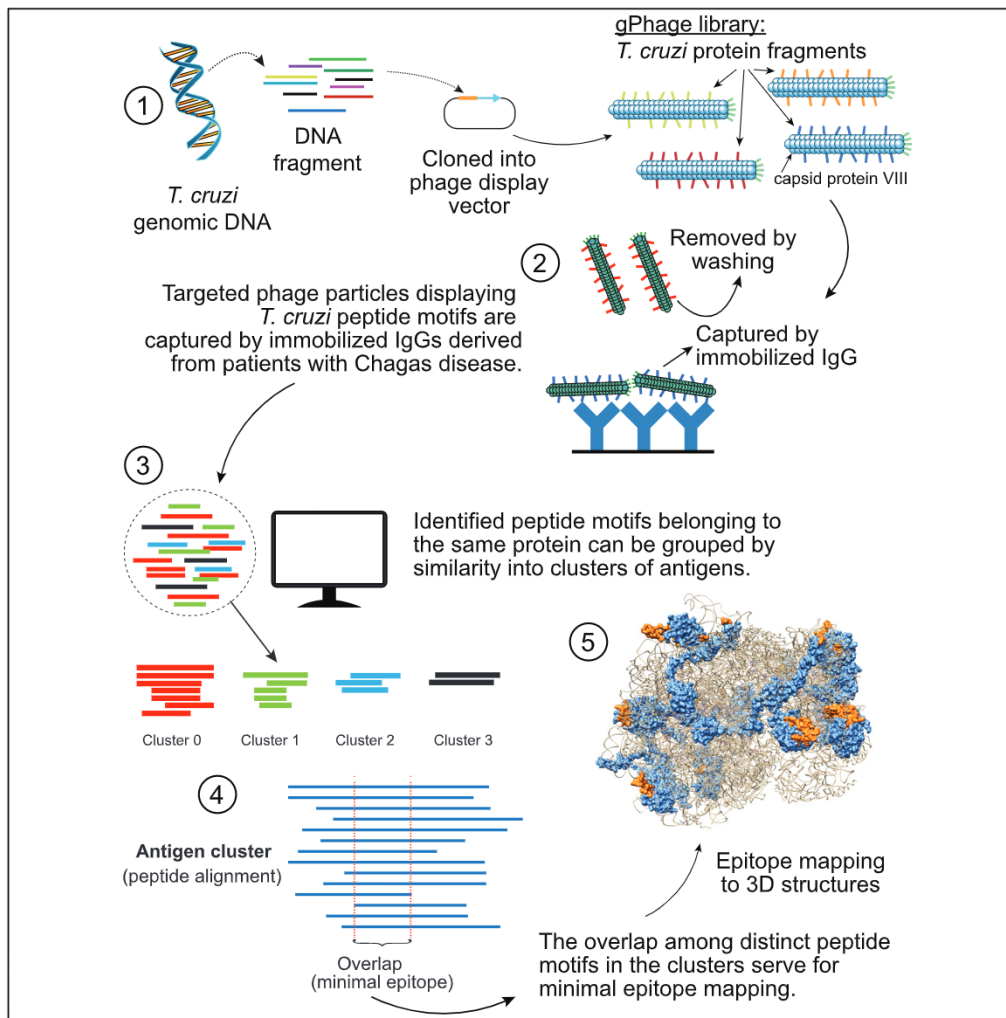 gPhage library:
T. cruzi protein fragments
1
DNA
fragment
T. cruzi
genomic DNA
Cloned into
phage display
vector
capsid protein VIII
2
Removed by
washing
Targeted phage particles displaying
T. cruzi peptide motifs are
captured by immobilized IgGs derived
from patients with Chagas disease.
Captured by
immobilized IgG
3
Identified peptide motifs belonging to
the same protein can be grouped by
similarity into clusters of antigens.
Cluster 0
Cluster 1
Cluster 2
Cluster 3
4
Antigen cluster
(peptide alignment)
Overlap
(minimal epitope)
The overlap among distinct peptide
motifs in the clusters serve for
minimal epitope mapping.
5
Epitope mapping
to 3D structures